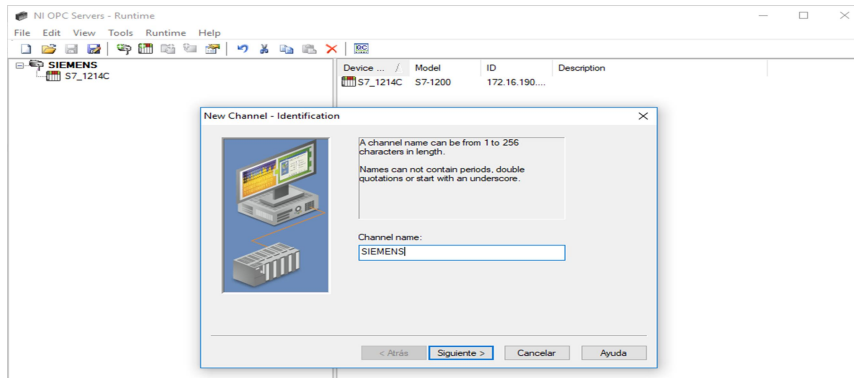 NI OPC Servers - Runtime
File Edit View Tools Runtime Help
SIEMENS
S7_1214C
Device ... / Model ID Description
S7_1214C S7-1200 172.16.190....
New Channel - Identification
A channel name can be from 1 to 256
characters in length.
Names can not contain periods, double
quotations or start with an underscore.
Channel name:
SIEMENS
< Atrás Siguiente > Cancelar Ayuda